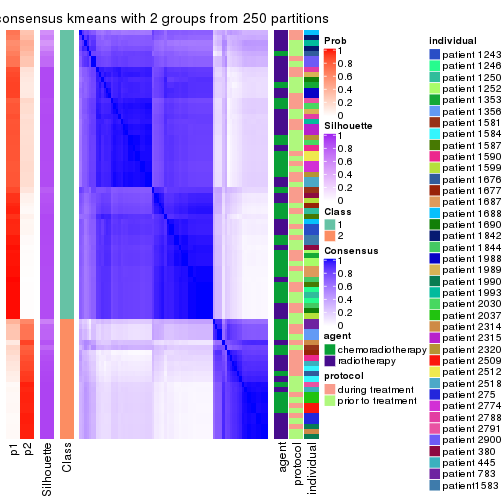 consensus kmeans with 2 groups from 250 partitions
p1
p2
Silhouette
Class
agent
protocol
individual
Prob
1
0.8
0.6
0.4
0.2
0
Silhouette
1
0.8
0.6
0.4
0.2
0
Class
1
2
Consensus
1
0.8
0.6
0.4
0.2
0
agent
chemoradiotherapy
radiotherapy
protocol
during treatment
prior to treatment
individual
patient 1243
patient 1246
patient 1250
patient 1252
patient 1353
patient 1356
patient 1581
patient 1584
patient 1587
patient 1590
patient 1599
patient 1676
patient 1677
patient 1687
patient 1688
patient 1690
patient 1842
patient 1844
patient 1988
patient 1989
patient 1990
patient 1993
patient 2030
patient 2037
patient 2314
patient 2315
patient 2320
patient 2509
patient 2512
patient 2518
patient 275
patient 2774
patient 2788
patient 2791
patient 2900
patient 380
patient 445
patient 783
patient1583